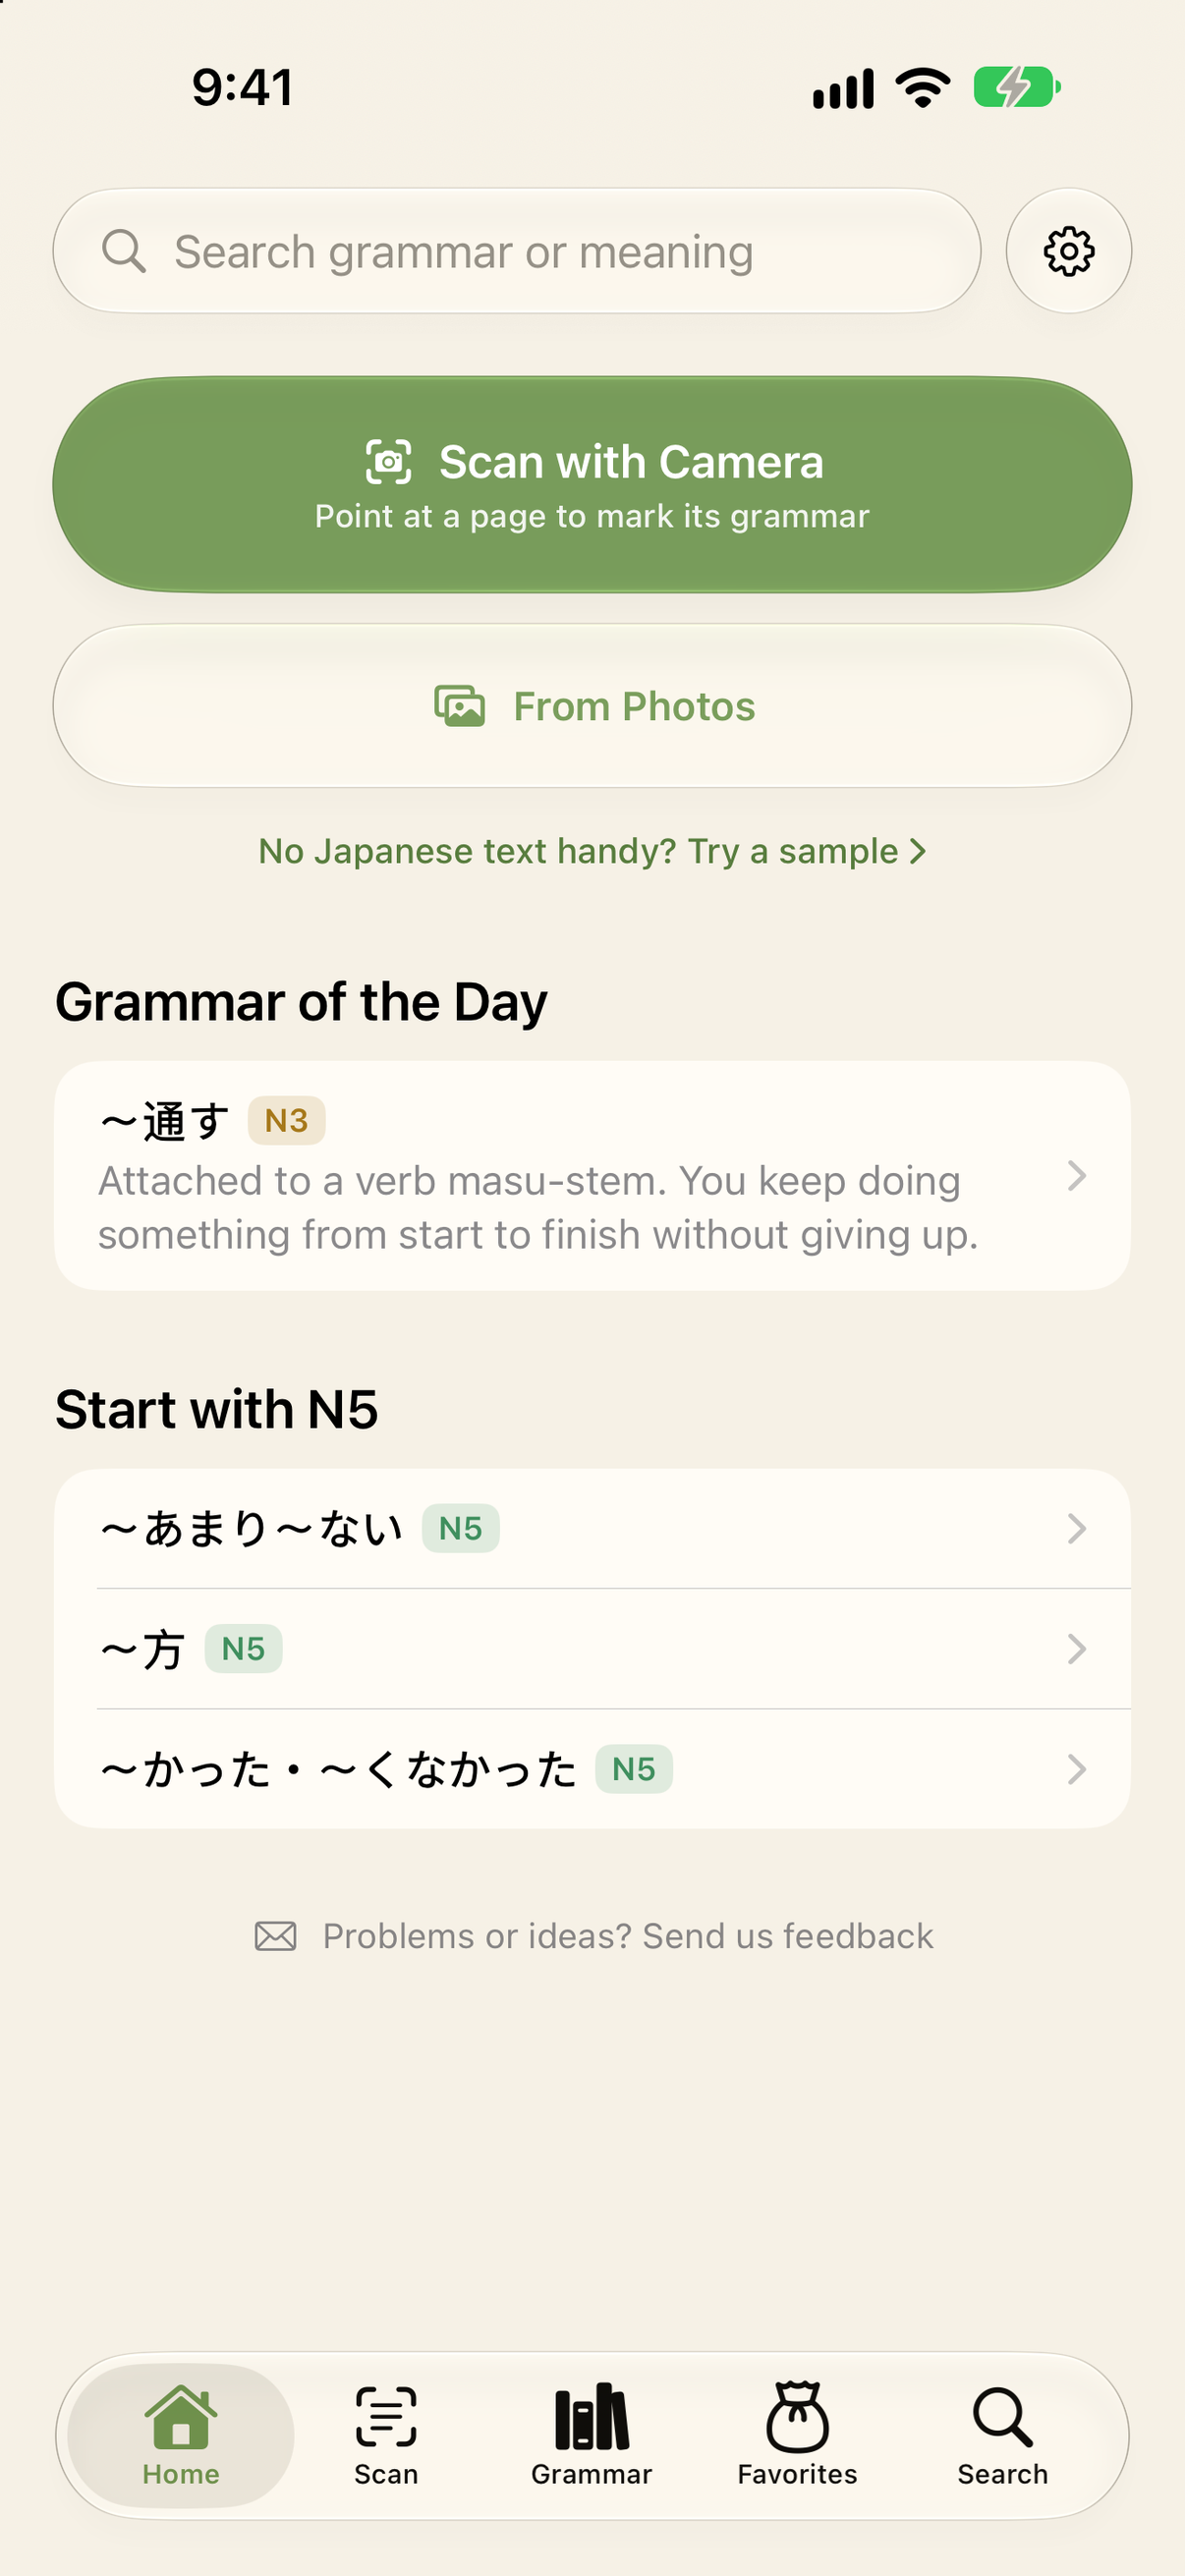 9:41
Search grammar or meaning
Scan with Camera
Point at a page to mark its grammar
From Photos
No Japanese text handy? Try a sample
Grammar of the Day
～通す N3
Attached to a verb masu-stem. You keep doing
something from start to finish without giving up.
Start with N5
～あまり～ない N5
～方 N5
～かった・～くなかった N5
Problems or ideas? Send us feedback
Home Scan Grammar Favorites Search